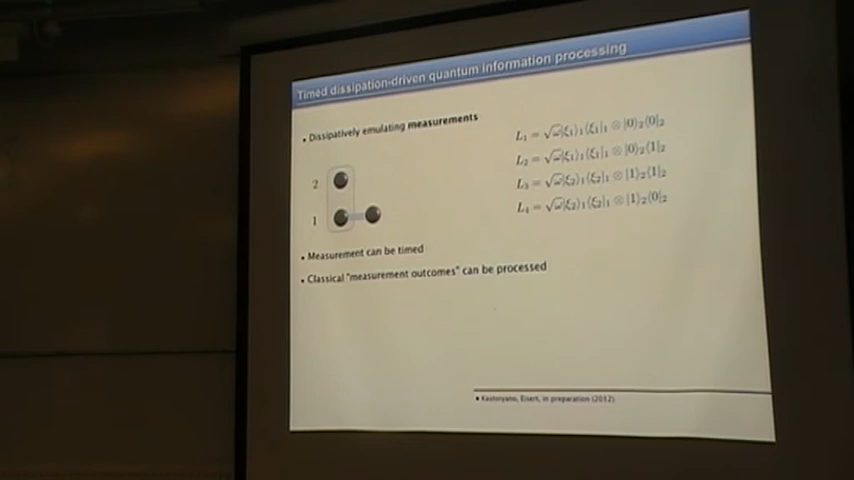 Timed dissipation-driven quantum information processing
• Dissipatively emulating measurements
L₁ = √ω|ξ₁⟩₁⟨ξ₁|₁ ⊗ |0⟩₂⟨0|₂
L₂ = √ω|ξ₁⟩₁⟨ξ₁|₁ ⊗ |0⟩₂⟨1|₂
L₃ = √ω|ξ₂⟩₁⟨ξ₂|₁ ⊗ |1⟩₂⟨1|₂
L₄ = √ω|ξ₂⟩₁⟨ξ₂|₁ ⊗ |1⟩₂⟨0|₂
2
1
• Measurement can be timed
• Classical "measurement outcomes" can be processed
• Kastoryano, Eisert, in preparation (2012)